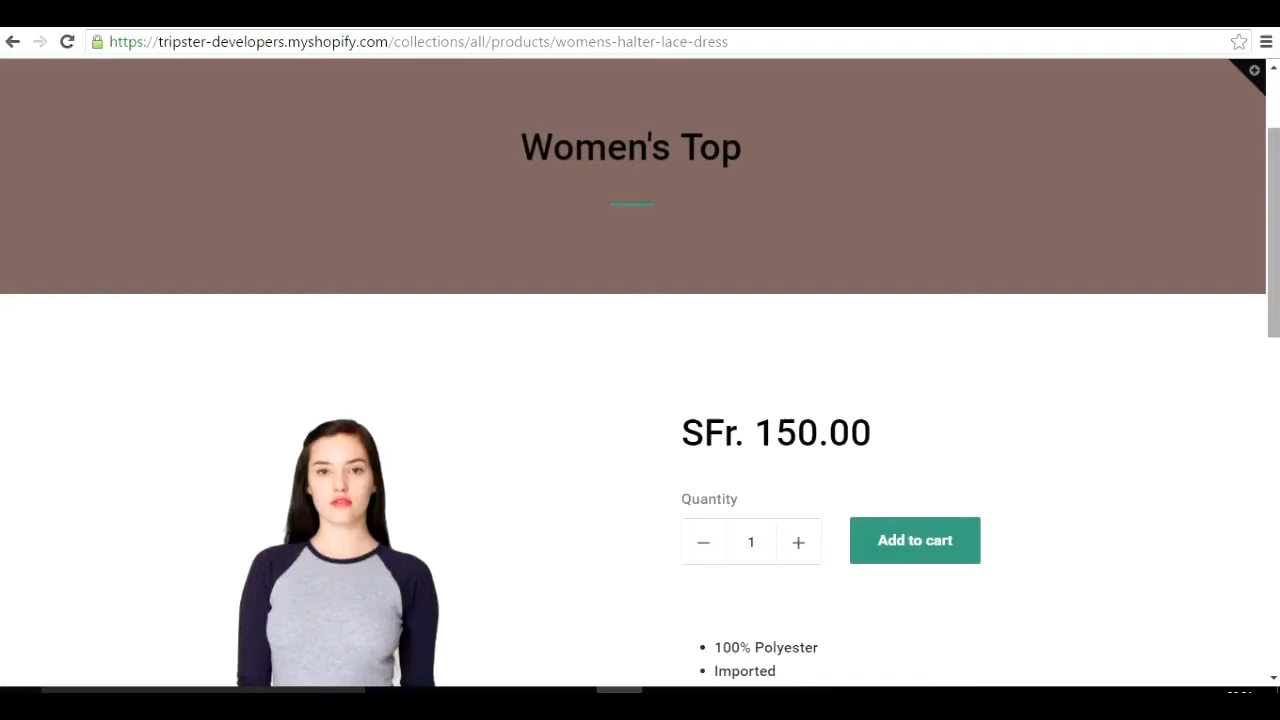 https://tripster-developers.myshopify.com/collections/all/products/womens-halter-lace-dress
Women's Top
SFr. 150.00
Quantity
− 1 +
Add to cart
• 100% Polyester
• Imported